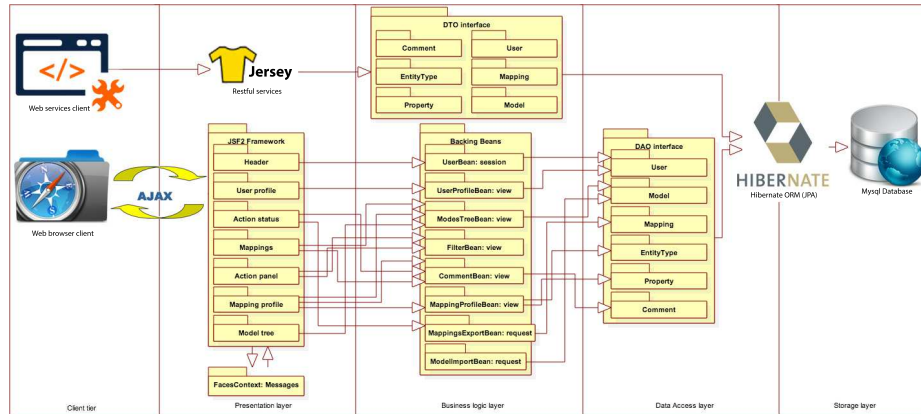 DTO interface
Comment
User
EntityType
Mapping
Property
Model
Web services client
Jersey
Restful services
JSF2 Framework
Header
User profile
Action status
Mappings
Action panel
Mapping profile
Model tree
FacesContext: Messages
Backing Beans
UserBean: session
UserProfileBean: view
ModesTreeBean: view
FilterBean: view
CommentBean: view
MappingProfileBean: view
MappingsExportBean: request
ModelImportBean: request
DAO interface
User
Model
Mapping
EntityType
Property
Comment
AJAX
Web browser client
HIBERNATE
Hibernate ORM (JPA)
Mysql Database
Client tier
Presentation layer
Business logic layer
Data Access layer
Storage layer